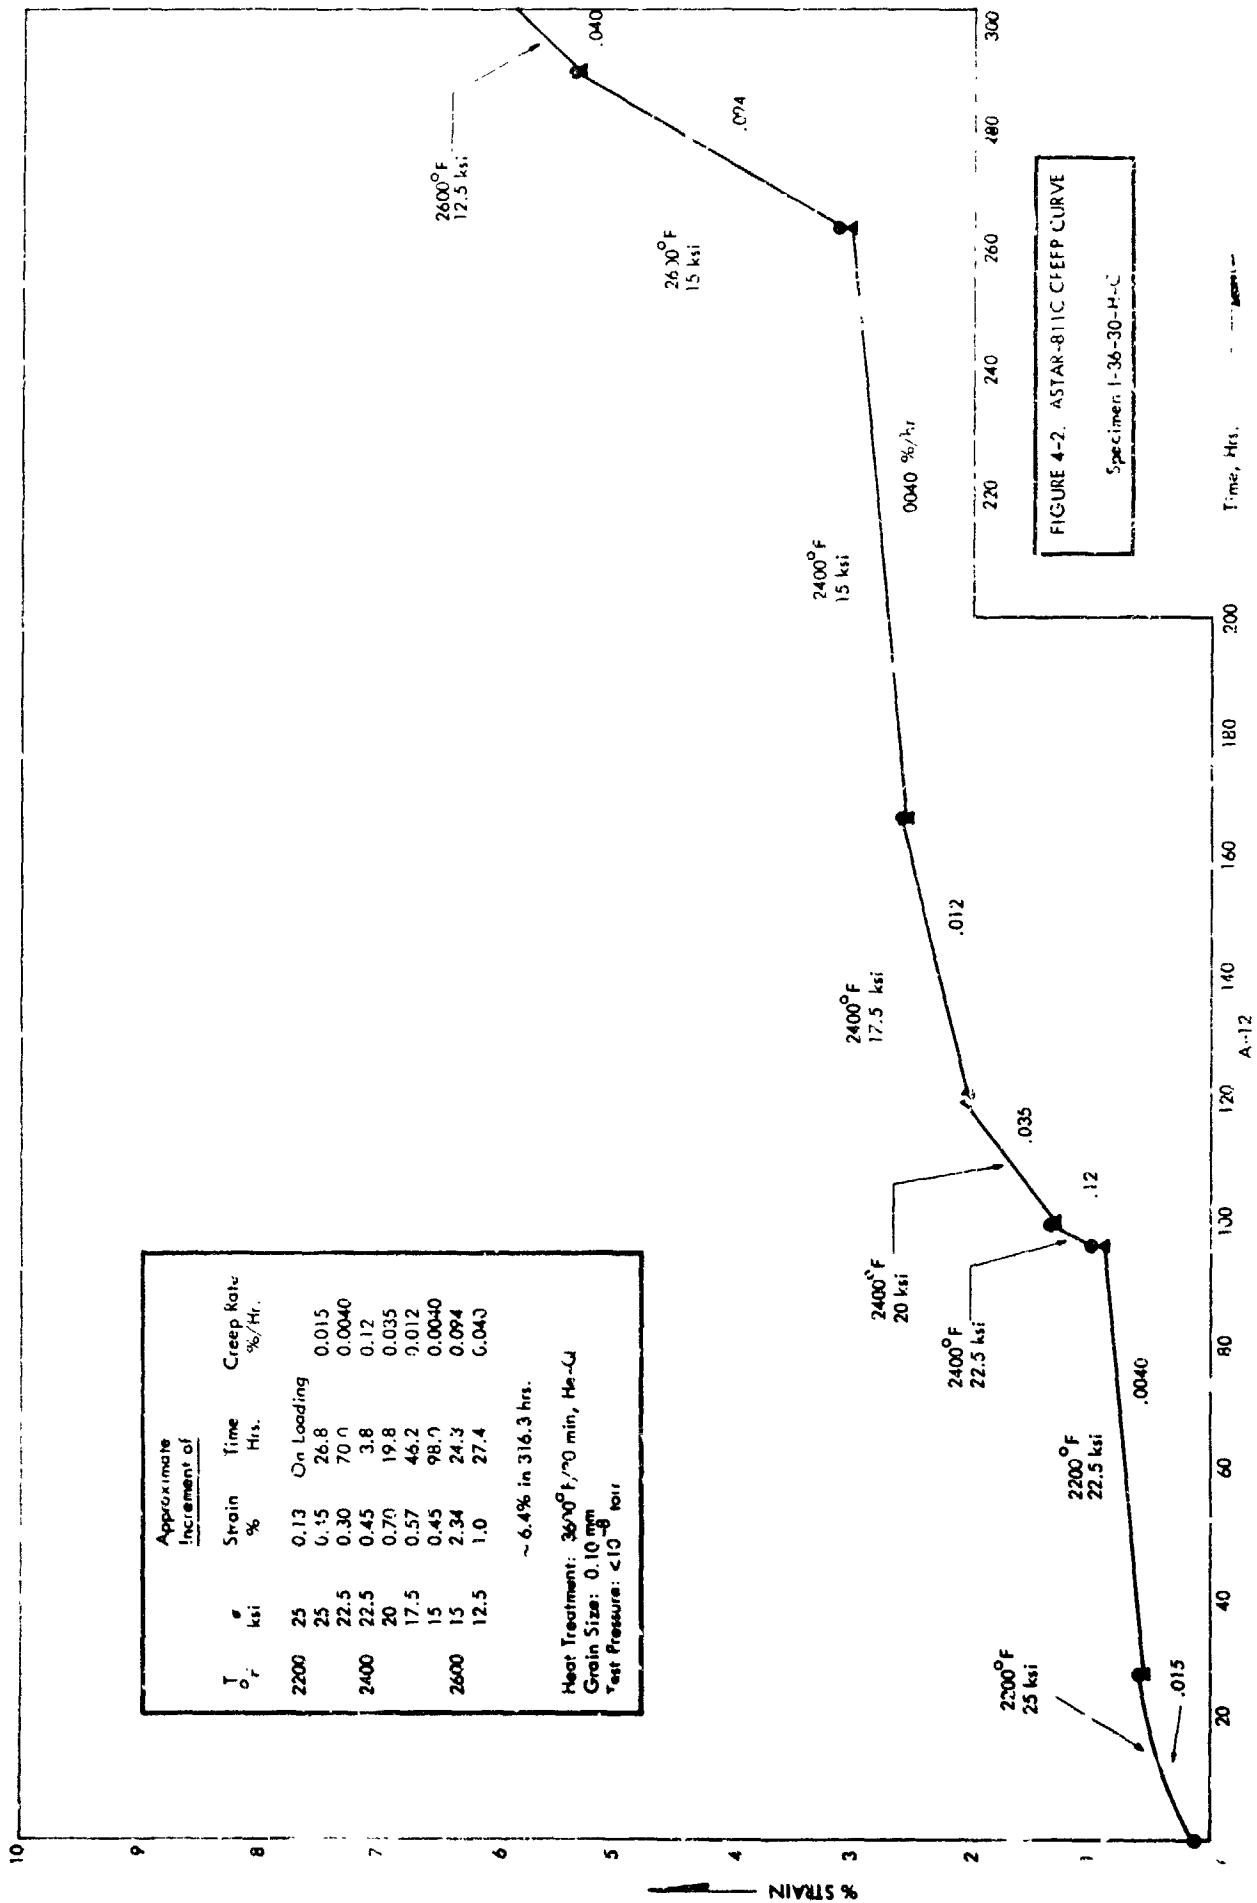 % STRAIN
10
9
8
7
6
5
4
3
2
1
Approximate
Increment of
T σ Strain Time Creep Rate
°F ksi % Hrs. %/Hr.
2200 25 0.13 On Loading
25 0.45 26.8 0.015
22.5 0.30 70.0 0.0040
2400 22.5 0.45 3.8 0.12
20 0.70 19.8 0.035
17.5 0.57 46.2 0.012
15 0.45 98.0 0.0040
2600 15 2.34 24.3 0.094
12.5 1.0 27.4 0.040
~6.4% in 316.3 hrs.
Heat Treatment: min, He-Q
Grain Size: 0.10 mm
Test Pressure: <10⁻⁸ torr
2200°F
25 ksi
.015
2200°F
22.5 ksi
.0040
2400°F
22.5 ksi
.12
2400°F
20 ksi
.035
2400°F
17.5 ksi
.012
2400°F
15 ksi
0040 %/hr
2600°F
15 ksi
.094
2600°F
12.5 ksi
.040
20 40 60 80 100 120 140 160 180 200
220 240 260 480 300
Time, Hrs.
FIGURE 4-2. ASTAR-811C CFEFP CURVE
Specimen 1-36-30-H-C
A-12